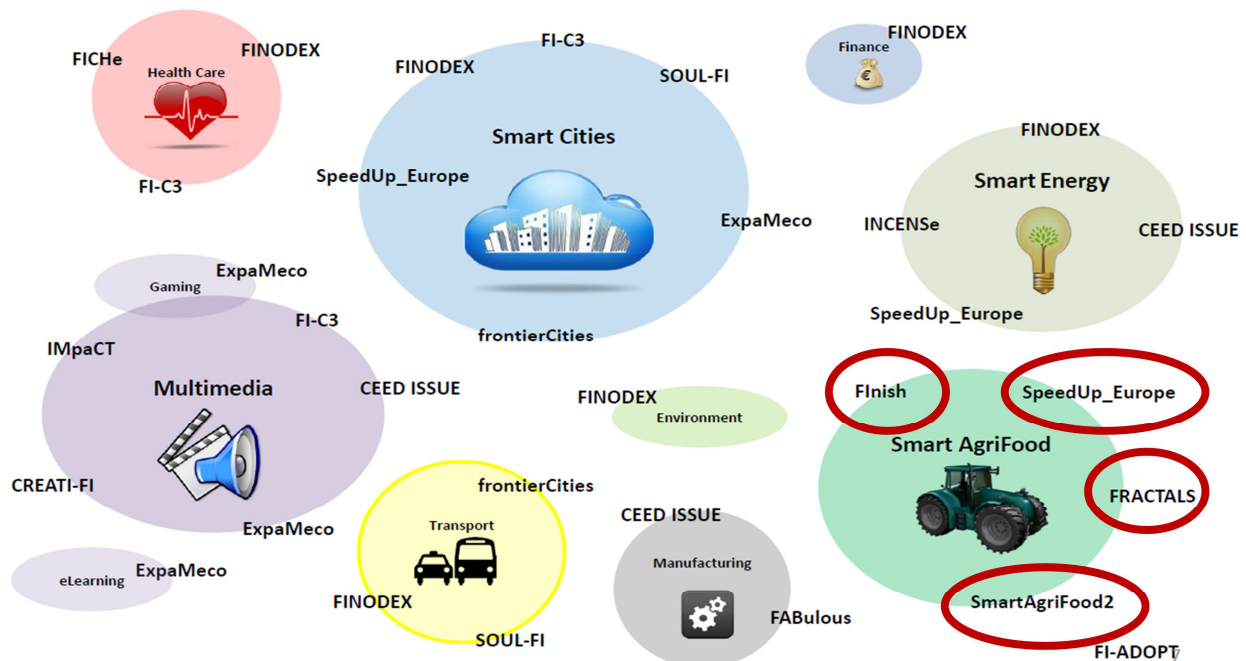 FICHe
FINODEX
Health Care
FI-C3
FI-C3
FINODEX
SOUL-FI
Smart Cities
SpeedUp_Europe
ExpaMeco
frontierCities
FINODEX
Finance
€
FINODEX
Smart Energy
INCENSe
CEED ISSUE
SpeedUp_Europe
ExpaMeco
Gaming
FI-C3
IMpaCT
Multimedia
CEED ISSUE
CREATI-FI
ExpaMeco
eLearning
ExpaMeco
frontierCities
Transport
FINODEX
SOUL-FI
FINODEX
Environment
CEED ISSUE
Manufacturing
FABulous
FInish
SpeedUp_Europe
Smart AgriFood
FRACTALS
SmartAgriFood2
FI-ADOPT
7